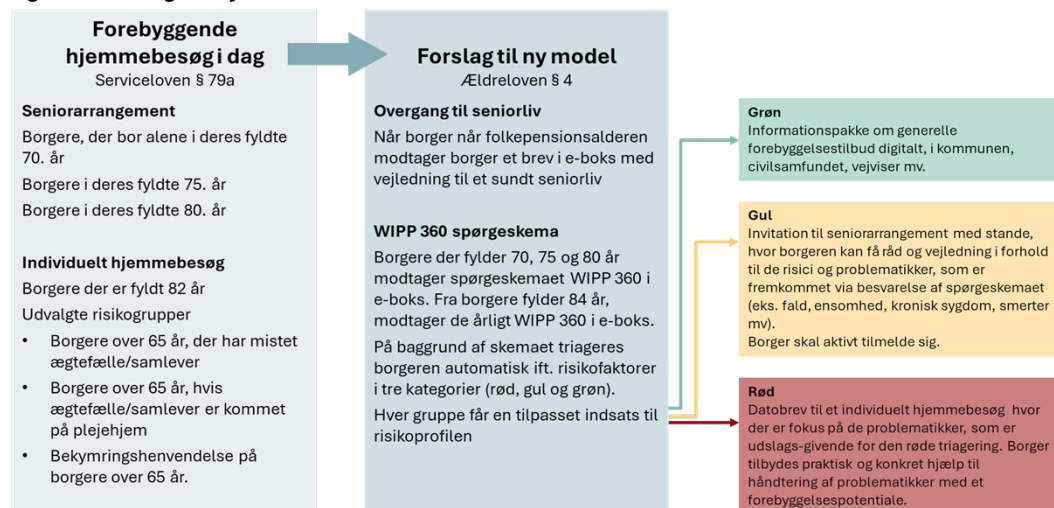 Forebyggende
hjemmebesøg i dag
Serviceloven § 79a
Seniorarrangement
Borgere, der bor alene i deres fyldte
70. år
Borgere i deres fyldte 75. år
Borgere i deres fyldte 80. år
Individuelt hjemmebesøg
Borgere der er fyldt 82 år
Udvalgte risikogrupper
• Borgere over 65 år, der har mistet
ægtefælle/samlever
• Borgere over 65 år, hvis
ægtefælle/samlever er kommet
på plejehjem
• Bekymringshenvendelse på
borgere over 65 år.
Forslag til ny model
Ældreloven § 4
Overgang til seniorliv
Når borger når folkepensionsalderen
modtager borger et brev i e-boks med
vejledning til et sundt seniorliv
WIPP 360 spørgeskema
Borgere der fylder 70, 75 og 80 år
modtager spørgeskemaet WIPP 360 i
e-boks. Fra borgere fylder 84 år,
modtager de årligt WIPP 360 i e-boks.
På baggrund af skemaet triageres
borgeren automatisk ift. risikofaktorer
i tre kategorier (rød, gul og grøn).
Hver gruppe får en tilpasset indsats til
risikoprofilen
Grøn
Informationspakke om generelle
forebyggelsestilbud digitalt, i kommunen,
civilsamfundet, vejviser mv.
Gul
Invitation til seniorarrangement med stande,
hvor borgeren kan få råd og vejledning i forhold
til de risici og problematikker, som er
fremkommet via besvarelse af spørgeskemaet
(eks. fald, ensomhed, kronisk sygdom, smerter
mv).
Borger skal aktivt tilmelde sig.
Rød
Datobrev til et individuelt hjemmebesøg hvor
der er fokus på de problematikker, som er
udslags-givende for den røde triagering. Borger
tilbydes praktisk og konkret hjælp til
håndtering af problematikker med et
forebyggelsespotentiale.